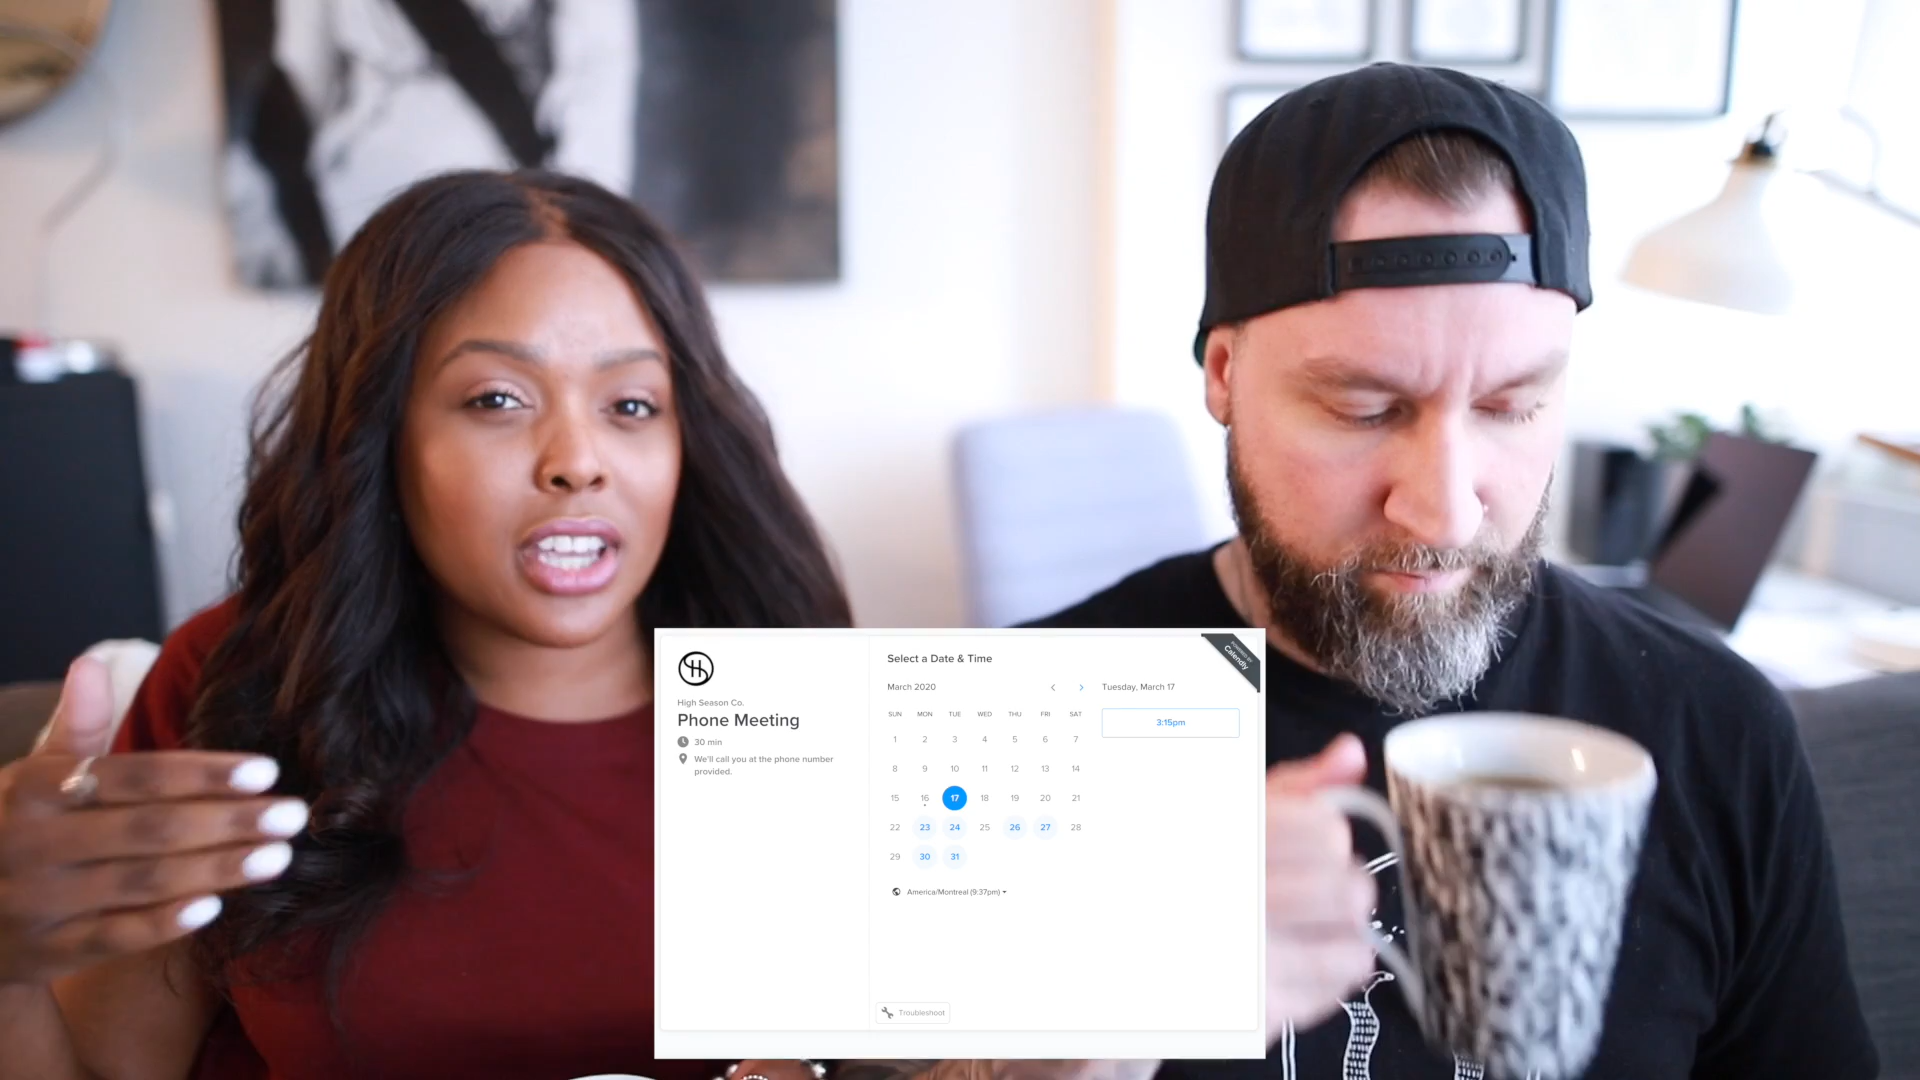 High Season Co.
Phone Meeting
30 min
We'll call you at the phone number
provided.
Select a Date & Time
March 2020
SUN MON TUE WED THU FRI SAT
1 2 3 4 5 6 7
8 9 10 11 12 13 14
15 16 17 18 19 20 21
22 23 24 25 26 27 28
29 30 31
America/Montreal (9:37pm)
Troubleshoot
Tuesday, March 17
3:15pm
POWERED BY
Calendly